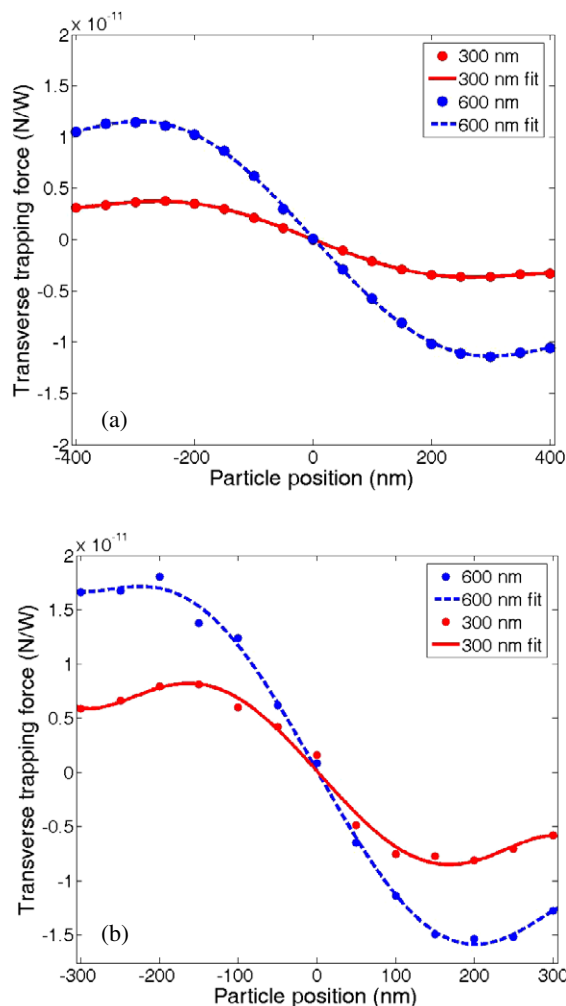 x 10^-11
2
1.5
1
0.5
0
-0.5
-1
-1.5
-2
Transverse trapping force (N/W)
300 nm
300 nm fit
600 nm
600 nm fit
(a)
-400 -200 0 200 400
Particle position (nm)
x 10^-11
2
1.5
1
0.5
0
-0.5
-1
-1.5
Transverse trapping force (N/W)
600 nm
600 nm fit
300 nm
300 nm fit
(b)
-300 -200 -100 0 100 200 300
Particle position (nm)